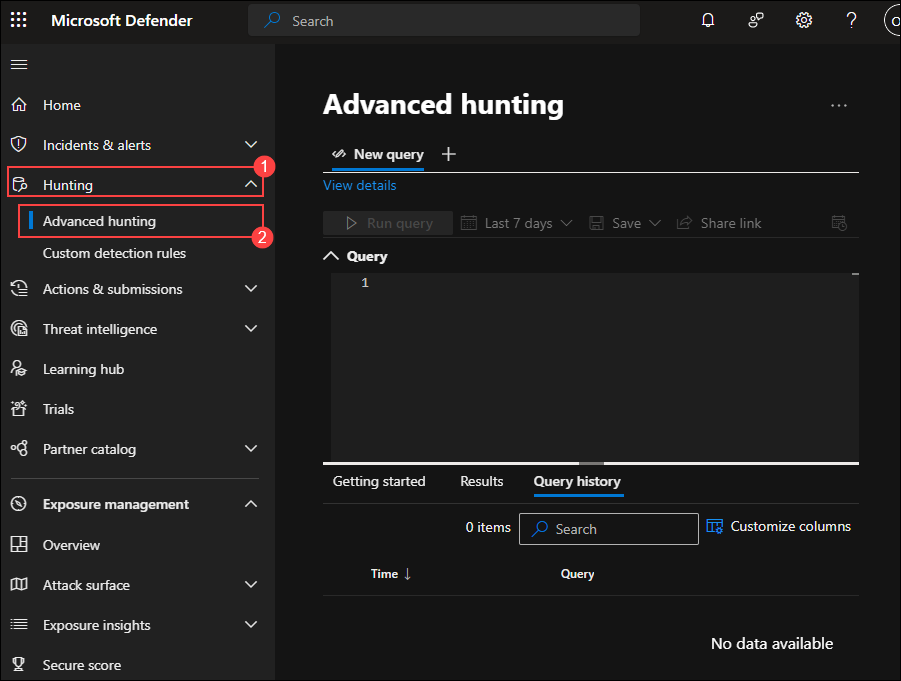 Microsoft Defender
Search
Home
Incidents & alerts
1
Hunting
Advanced hunting
2
Custom detection rules
Actions & submissions
Threat intelligence
Learning hub
Trials
Partner catalog
Exposure management
Overview
Attack surface
Exposure insights
Secure score
Advanced hunting
New query
View details
Run query Last 7 days Save Share link
Query
1
Getting started Results Query history
0 items Search Customize columns
Time ↓ Query
No data available